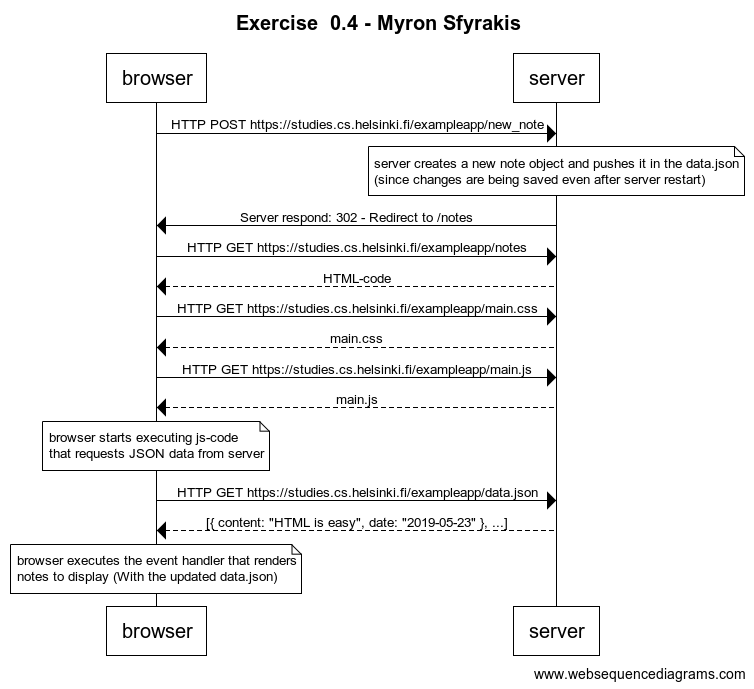 Exercise  0.4 - Myron Sfyrakis
browser
server
HTTP POST https://studies.cs.helsinki.fi/exampleapp/new_note
server creates a new note object and pushes it in the data.json
(since changes are being saved even after server restart)
Server respond: 302 - Redirect to /notes
HTTP GET https://studies.cs.helsinki.fi/exampleapp/notes
HTML-code
HTTP GET https://studies.cs.helsinki.fi/exampleapp/main.css
main.css
HTTP GET https://studies.cs.helsinki.fi/exampleapp/main.js
main.js
browser starts executing js-code
that requests JSON data from server
HTTP GET https://studies.cs.helsinki.fi/exampleapp/data.json
[{ content: "HTML is easy", date: "2019-05-23" }, ...]
browser executes the event handler that renders
notes to display (With the updated data.json)
browser
server
www.websequencediagrams.com